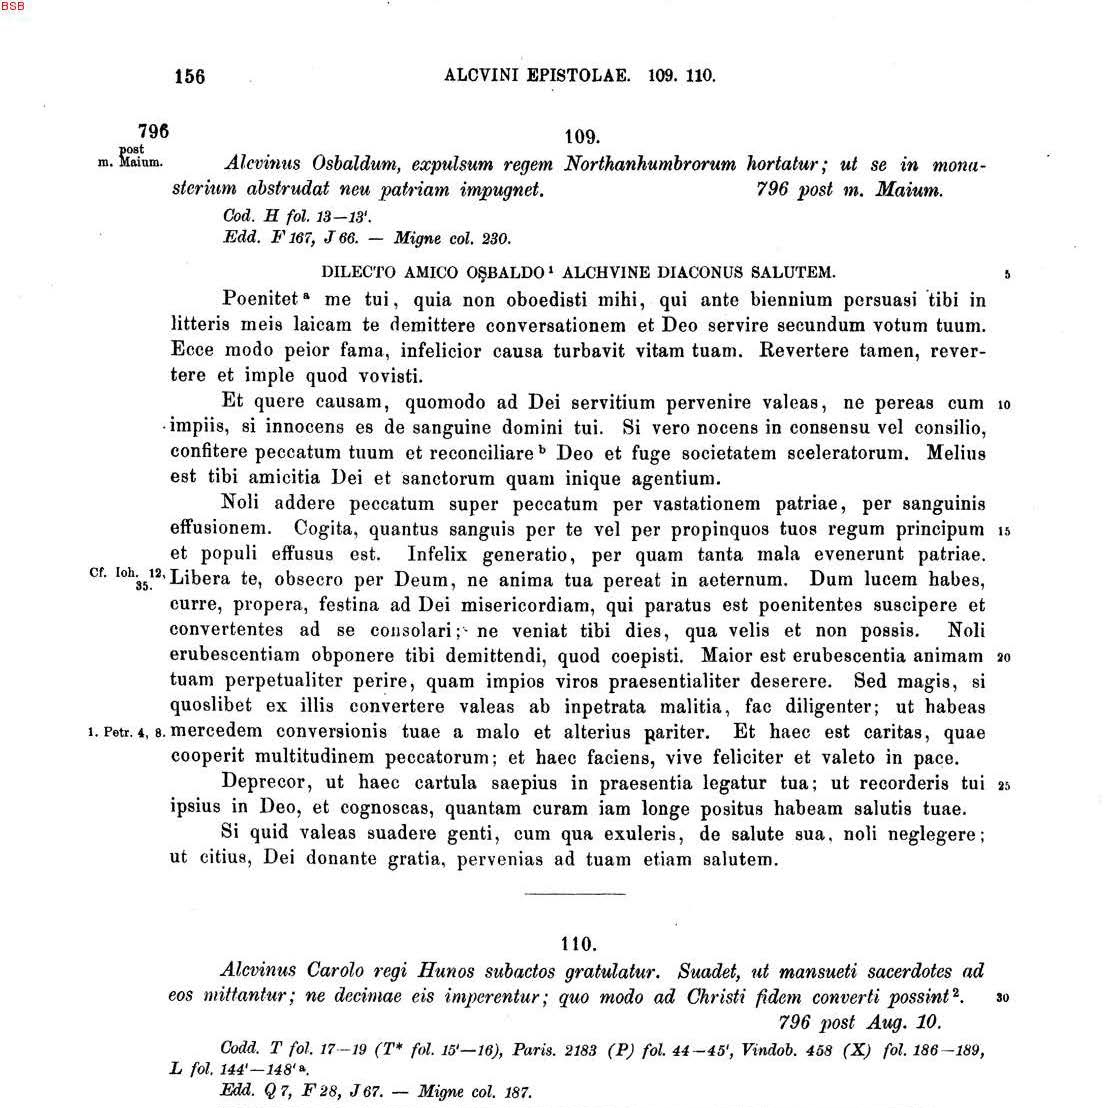 BSB
156 ALCVINI EPISTOLAE. 109. 110.
796
post
m. Maium.
109.
Alcvinus Osbaldum, expulsum regem Northanhumbrorum hortatur; ut se in mona-
sterium abstrudat neu patriam impugnet. 796 post m. Maium.
Cod. H fol. 13—13'.
Edd. F 167, J 66. — Migne col. 230.
DILECTO AMICO OSBALDO¹ ALCHVINE DIACONUS SALUTEM. 5
Poenitetᵃ me tui, quia non oboedisti mihi, qui ante biennium persuasi tibi in
litteris meis laicam te demittere conversationem et Deo servire secundum votum tuum.
Ecce modo peior fama, infelicior causa turbavit vitam tuam. Revertere tamen, rever-
tere et imple quod vovisti.
Et quere causam, quomodo ad Dei servitium pervenire valeas, ne pereas cum 10
impiis, si innocens es de sanguine domini tui. Si vero nocens in consensu vel consilio,
confitere peccatum tuum et reconciliareᵇ Deo et fuge societatem sceleratorum. Melius
est tibi amicitia Dei et sanctorum quam inique agentium.
Noli addere peccatum super peccatum per vastationem patriae, per sanguinis
effusionem. Cogita, quantus sanguis per te vel per propinquos tuos regum principum 15
et populi effusus est. Infelix generatio, per quam tanta mala evenerunt patriae.
Cf. Ioh. 12, 35. Libera te, obsecro per Deum, ne anima tua pereat in aeternum. Dum lucem habes,
curre, propera, festina ad Dei misericordiam, qui paratus est poenitentes suscipere et
convertentes ad se consolari; ne veniat tibi dies, qua velis et non possis. Noli
erubescentiam obponere tibi demittendi, quod coepisti. Maior est erubescentia animam 20
tuam perpetualiter perire, quam impios viros praesentialiter deserere. Sed magis, si
quoslibet ex illis convertere valeas ab inpetrata malitia, fac diligenter; ut habeas
1. Petr. 4, 8. mercedem conversionis tuae a malo et alterius pariter. Et haec est caritas, quae
cooperit multitudinem peccatorum; et haec faciens, vive feliciter et valeto in pace.
Deprecor, ut haec cartula saepius in praesentia legatur tua; ut recorderis tui 25
ipsius in Deo, et cognoscas, quantam curam iam longe positus habeam salutis tuae.
Si quid valeas suadere genti, cum qua exuleris, de salute sua, noli neglegere;
ut citius, Dei donante gratia, pervenias ad tuam etiam salutem.
110.
Alcvinus Carolo regi Hunos subactos gratulatur. Suadet, ut mansueti sacerdotes ad
eos mittantur; ne decimae eis imperentur; quo modo ad Christi fidem converti possint². 30
796 post Aug. 10.
Codd. T fol. 17—19 (T* fol. 15'—16), Paris. 2183 (P) fol. 44—45', Vindob. 458 (X) fol. 186—189,
L fol. 144'—148'ᵃ.
Edd. Q 7, F 28, J 67. — Migne col. 187.